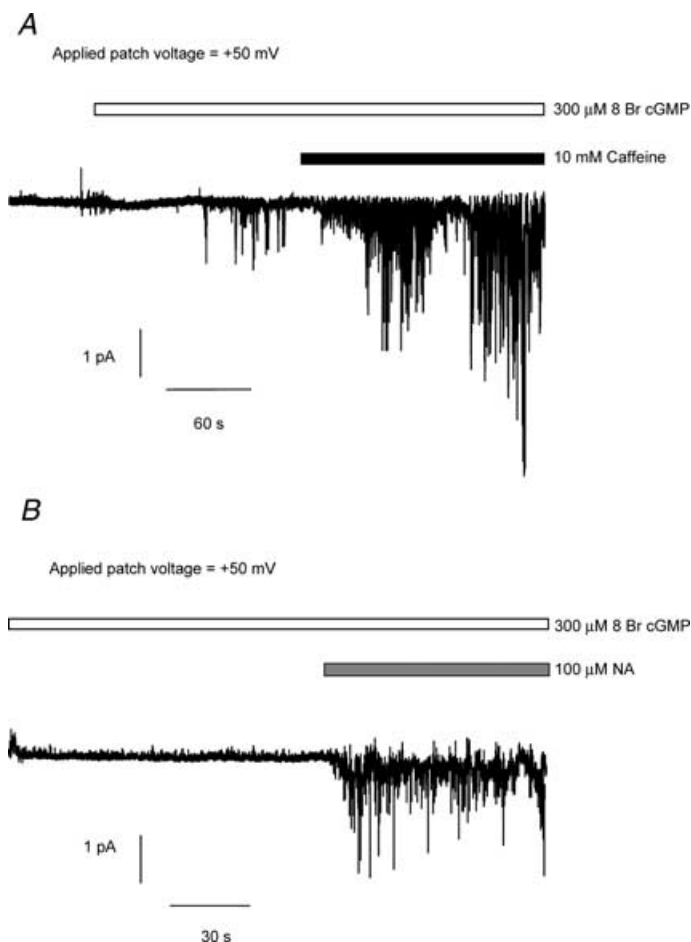 A
Applied patch voltage = +50 mV
300 μM 8 Br cGMP
10 mM Caffeine
1 pA
60 s
B
Applied patch voltage = +50 mV
300 μM 8 Br cGMP
100 μM NA
1 pA
30 s